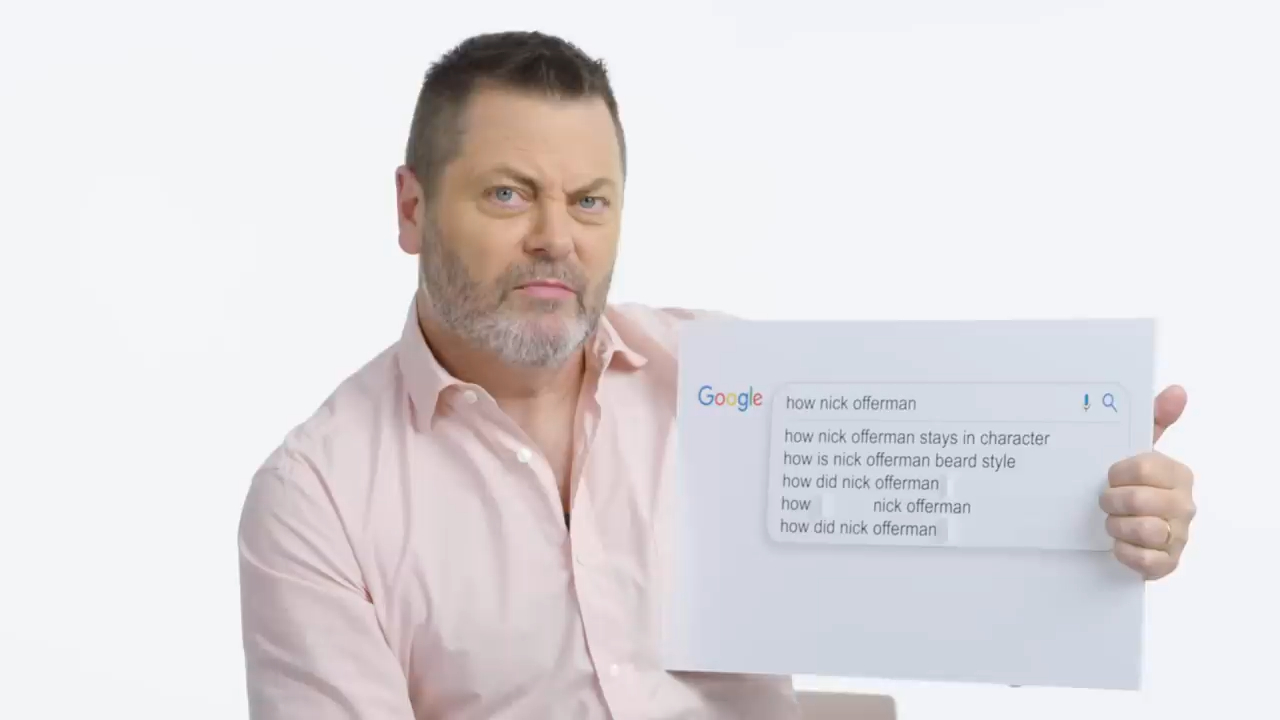 Google
how nick offerman
how nick offerman stays in character
how is nick offerman beard style
how did nick offerman
how nick offerman
how did nick offerman